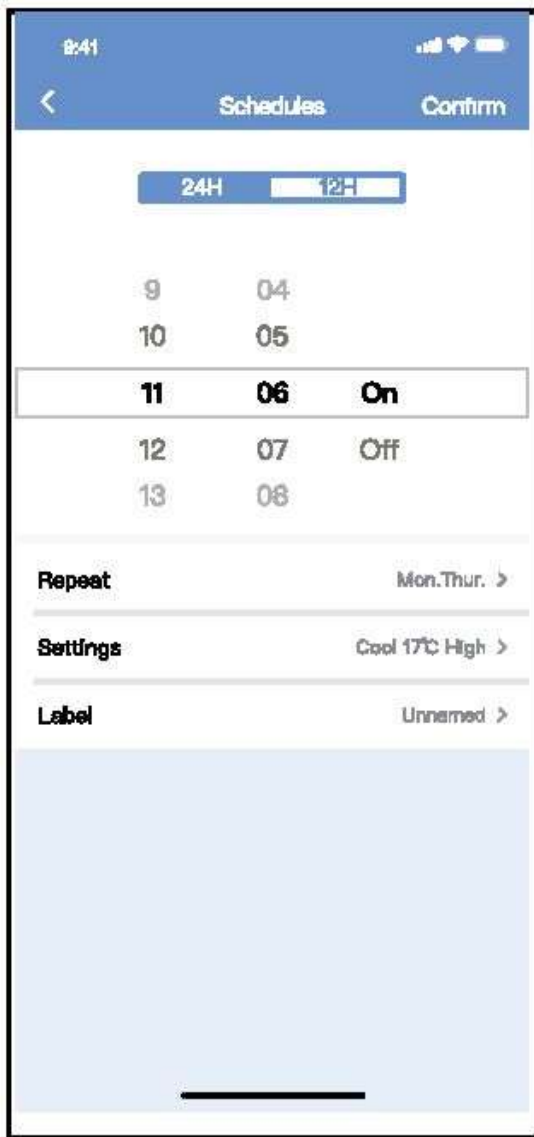 9:41
Schedules Confirm
24H 12H
9 04
10 05
11 06 On
12 07 Off
13 08
Repeat Mon.Thur.
Settings Cool 17°C High
Label Unnamed